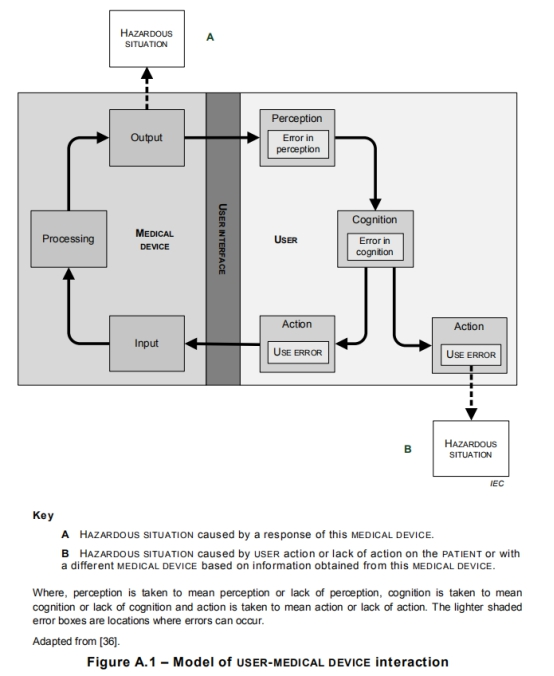 HAZARDOUS
SITUATION
A
Output
Perception
Error in
perception
Processing
MEDICAL
DEVICE
USER INTERFACE
USER
Cognition
Error in
cognition
Input
Action
USE ERROR
Action
USE ERROR
B
HAZARDOUS
SITUATION
IEC
Key
A HAZARDOUS SITUATION caused by a response of this MEDICAL DEVICE.
B HAZARDOUS SITUATION caused by USER action or lack of action on the PATIENT or with
a different MEDICAL DEVICE based on information obtained from this MEDICAL DEVICE.
Where, perception is taken to mean perception or lack of perception, cognition is taken to mean
cognition or lack of cognition and action is taken to mean action or lack of action. The lighter shaded
error boxes are locations where errors can occur.
Adapted from [36].
Figure A.1 – Model of USER-MEDICAL DEVICE interaction